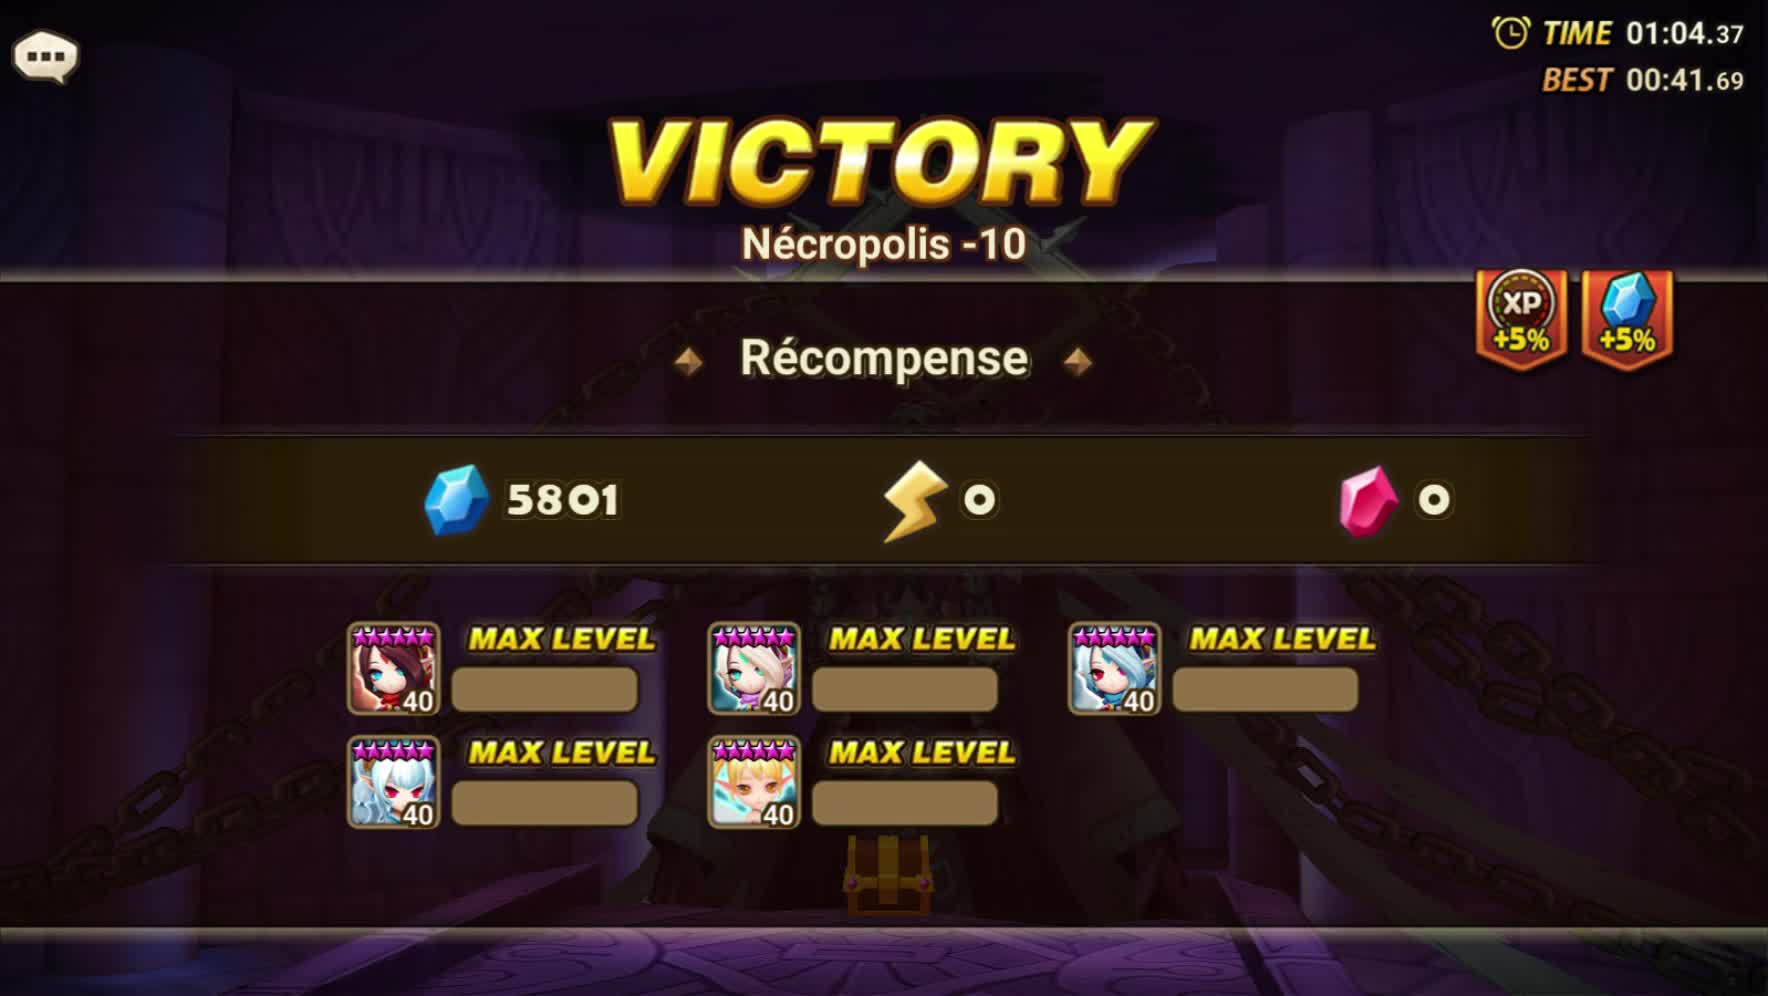 TIME 01:04.37
BEST 00:41.69
VICTORY
Nécropolis -10
XP +5% +5%
Récompense
5801 0 0
MAX LEVEL MAX LEVEL MAX LEVEL
40 40 40
MAX LEVEL MAX LEVEL
40 40